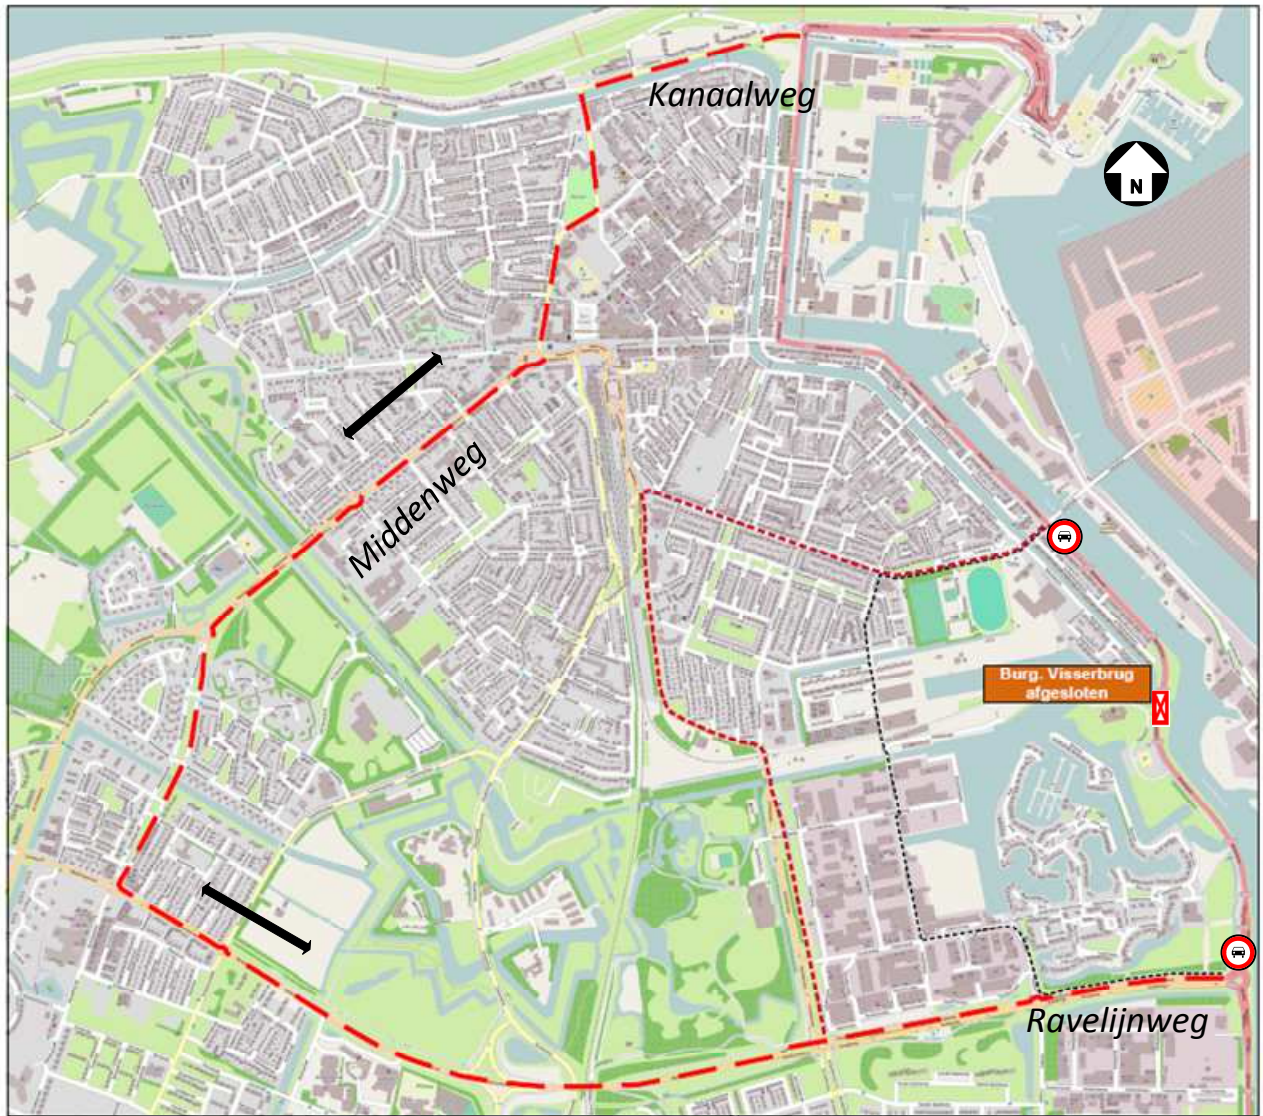 Kanaalweg
N
Middenweg
Burg. Visserbrug
afgesloten
Ravelijnweg